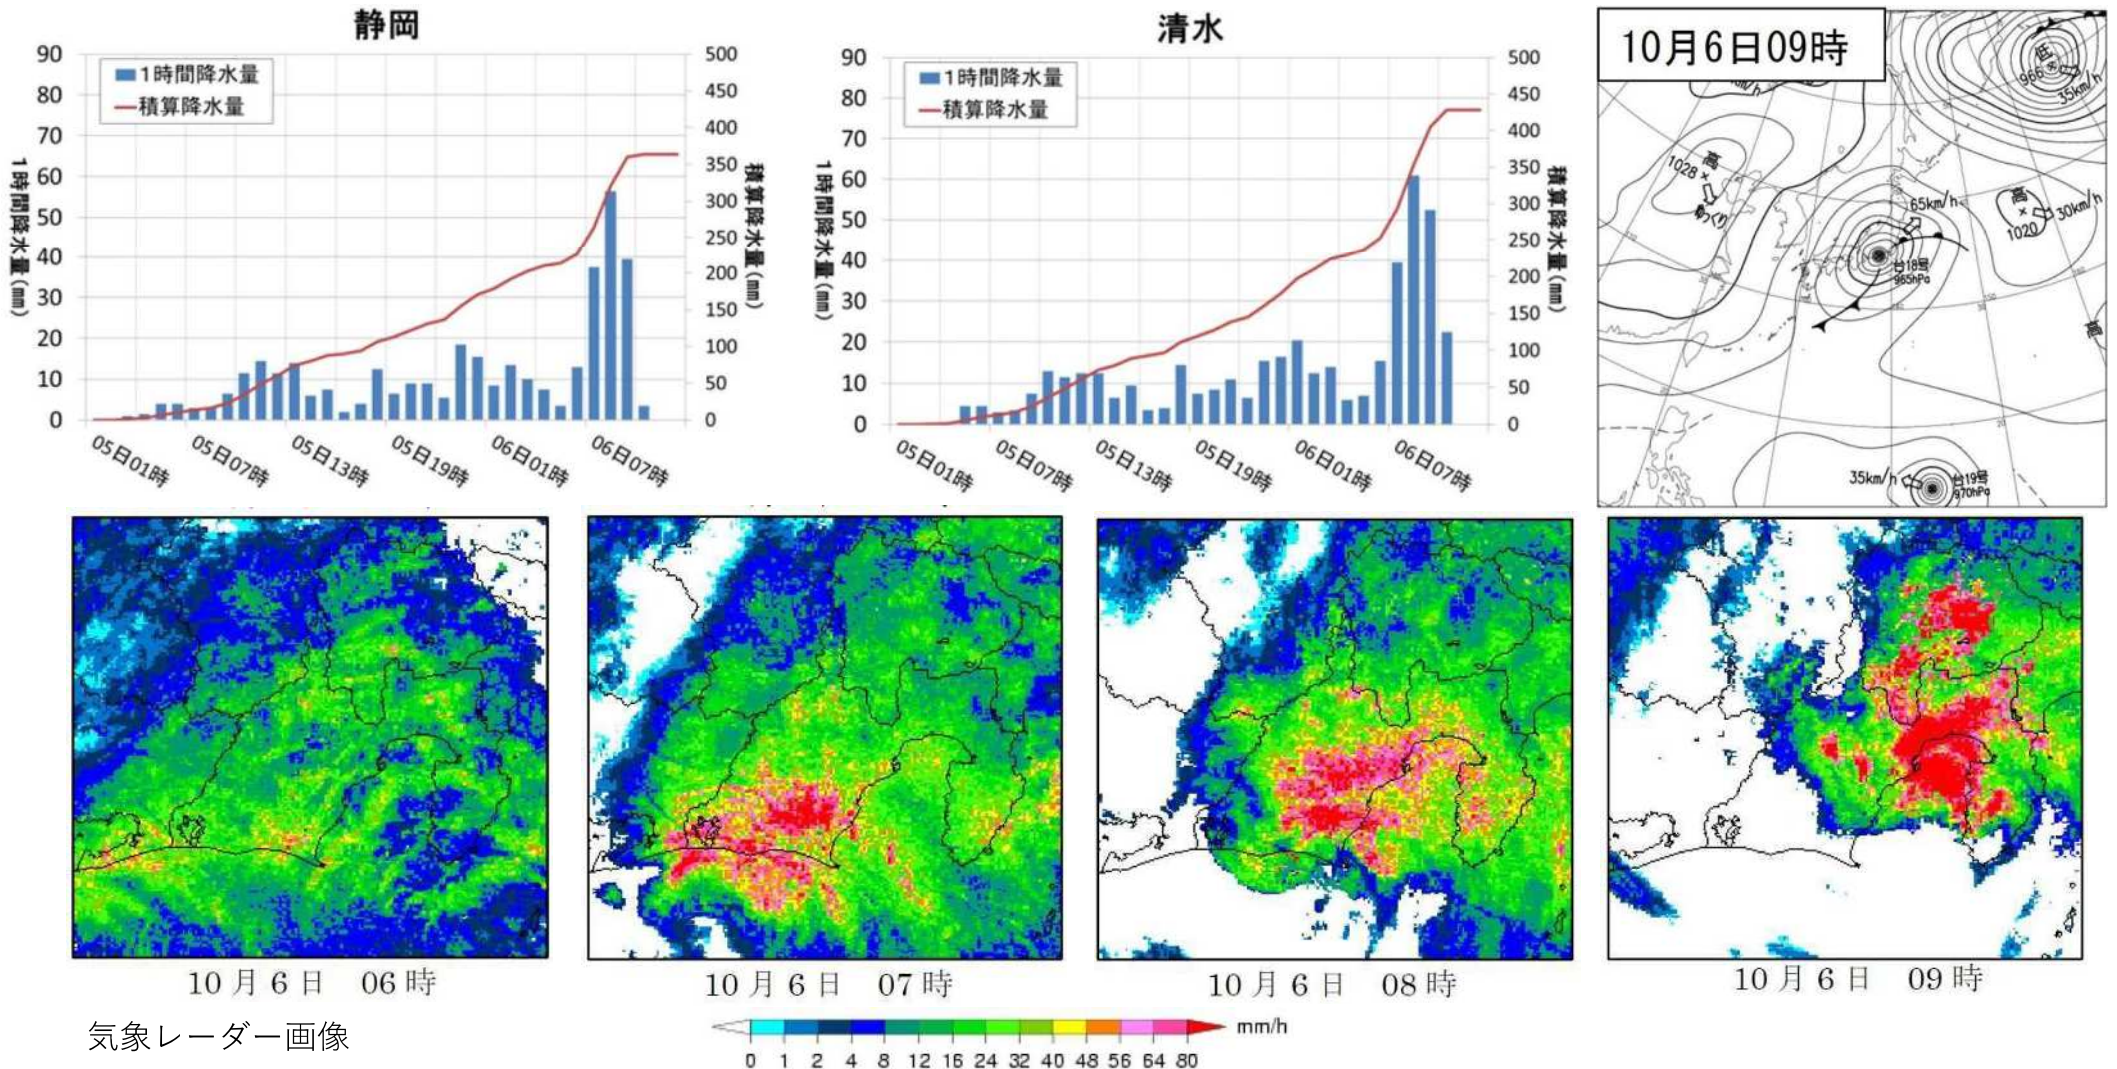 静岡
90
80
70
60
50
40
30
20
10
0
500
450
400
350
300
250
200
150
100
50
0
1時間降水量
積算降水量
1時間降水量(mm)
積算降水量(mm)
05日01時
05日07時
05日13時
05日19時
06日01時
06日07時
清水
90
80
70
60
50
40
30
20
10
0
500
450
400
350
300
250
200
150
100
50
0
1時間降水量
積算降水量
1時間降水量(mm)
積算降水量(mm)
05日01時
05日07時
05日13時
05日19時
06日01時
06日07時
10月6日09時
低
966
35km/h
高
1028
ゆっくり
65km/h
高
1020
30km/h
台18号
965hPa
高
35km/h
台19号
970hPa
10月6日 06時
10月6日 07時
10月6日 08時
10月6日 09時
気象レーダー画像
mm/h
0 1 2 4 8 12 16 24 32 40 48 56 64 80